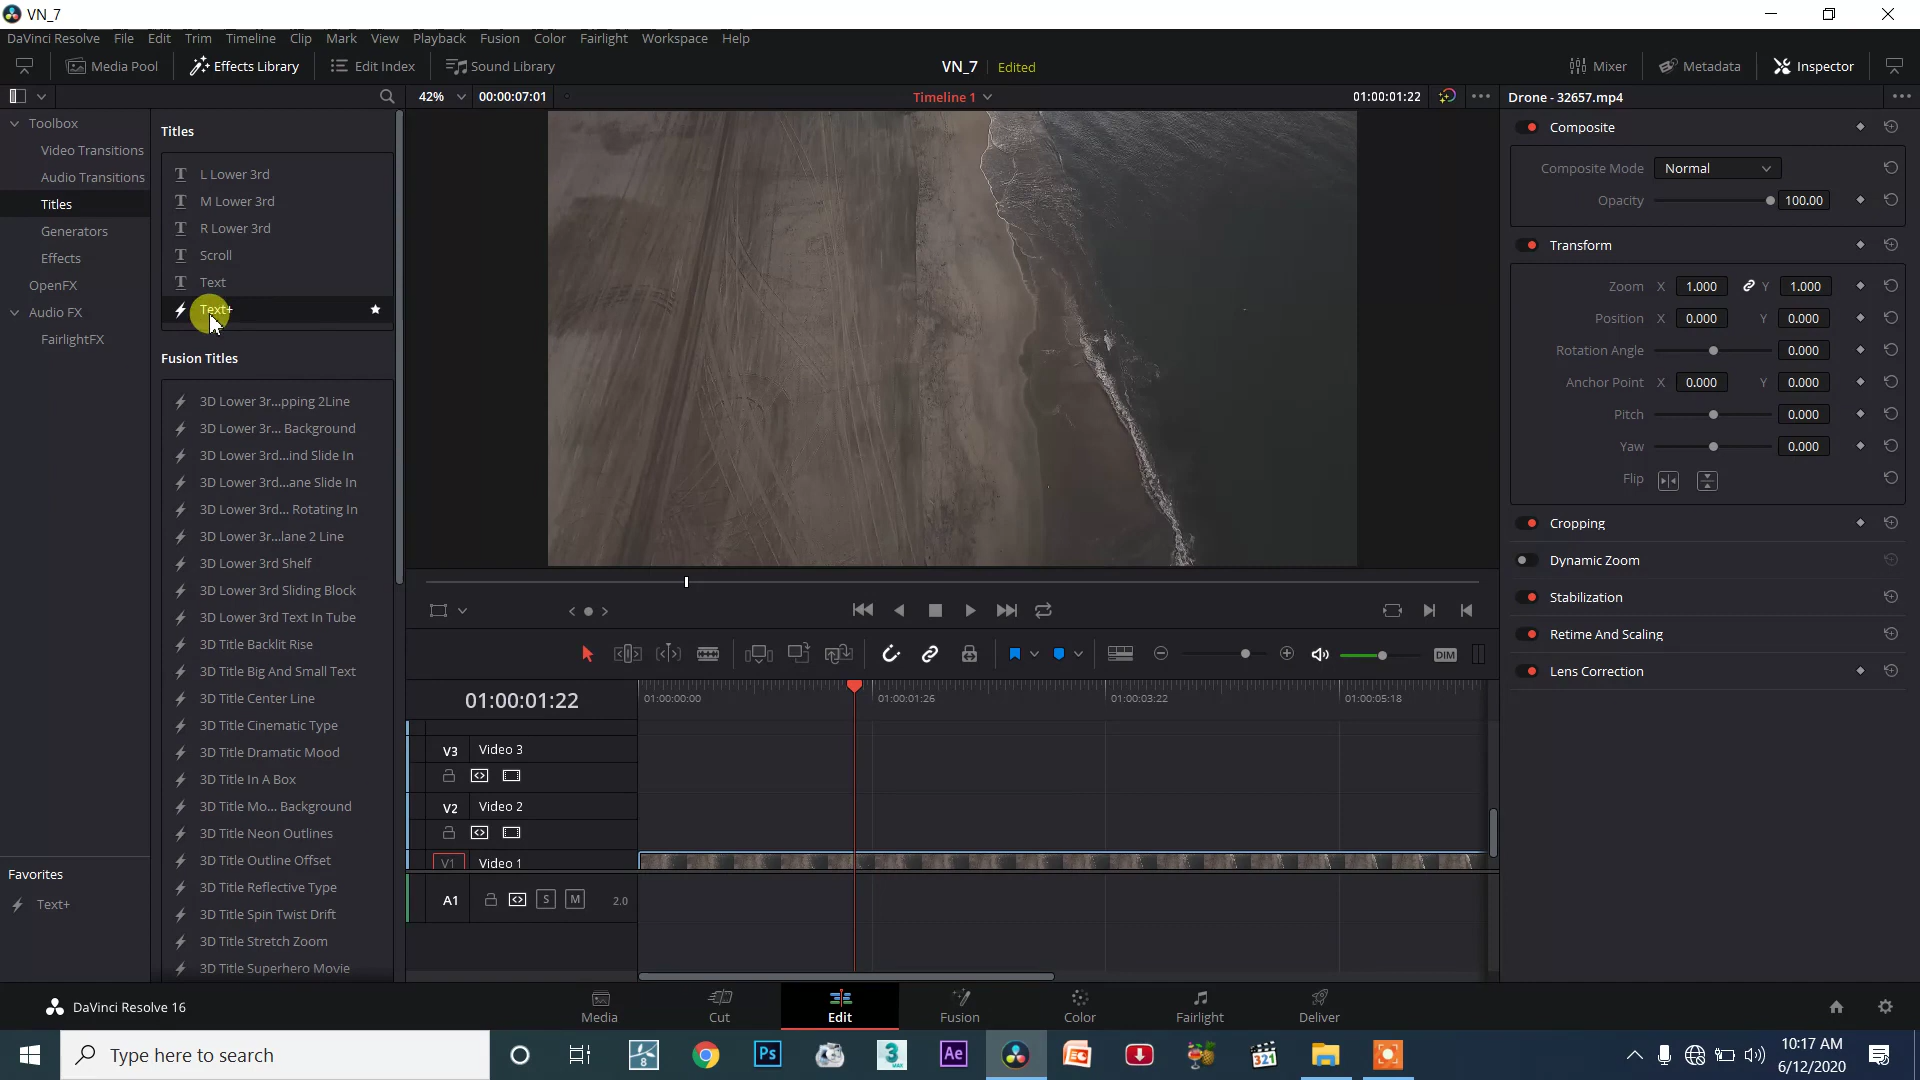 VN_7
DaVinci Resolve File Edit Trim Timeline Clip Mark View Playback Fusion Color Fairlight Workspace Help
Media Pool Effects Library Edit Index Sound Library VN_7 Edited Mixer Metadata Inspector
42% 00:00:07:01 Timeline 1 01:00:01:22 Drone - 32657.mp4
Toolbox
Video Transitions
Audio Transitions
Titles
Generators
Effects
OpenFX
Audio FX
FairlightFX
Favorites
Text+
Titles
L Lower 3rd
M Lower 3rd
R Lower 3rd
Scroll
Text
Text+
Fusion Titles
3D Lower 3r...pping 2Line
3D Lower 3r... Background
3D Lower 3rd...ind Slide In
3D Lower 3rd...ane Slide In
3D Lower 3rd... Rotating In
3D Lower 3r...lane 2 Line
3D Lower 3rd Shelf
3D Lower 3rd Sliding Block
3D Lower 3rd Text In Tube
3D Title Backlit Rise
3D Title Big And Small Text
3D Title Center Line
3D Title Cinematic Type
3D Title Dramatic Mood
3D Title In A Box
3D Title Mo... Background
3D Title Neon Outlines
3D Title Outline Offset
3D Title Reflective Type
3D Title Spin Twist Drift
3D Title Stretch Zoom
3D Title Superhero Movie
DIM
01:00:01:22
01:00:00:00 01:00:01:26 01:00:03:22 01:00:05:18
V3 Video 3
V2 Video 2
V1 Video 1
A1 S M 2.0
Composite
Composite Mode Normal
Opacity 100.00
Transform
Zoom X 1.000 Y 1.000
Position X 0.000 Y 0.000
Rotation Angle 0.000
Anchor Point X 0.000 Y 0.000
Pitch 0.000
Yaw 0.000
Flip
Cropping
Dynamic Zoom
Stabilization
Retime And Scaling
Lens Correction
DaVinci Resolve 16 Media Cut Edit Fusion Color Fairlight Deliver
Type here to search
8
Ps
3
MAX
Ae
321
10:17 AM
6/12/2020